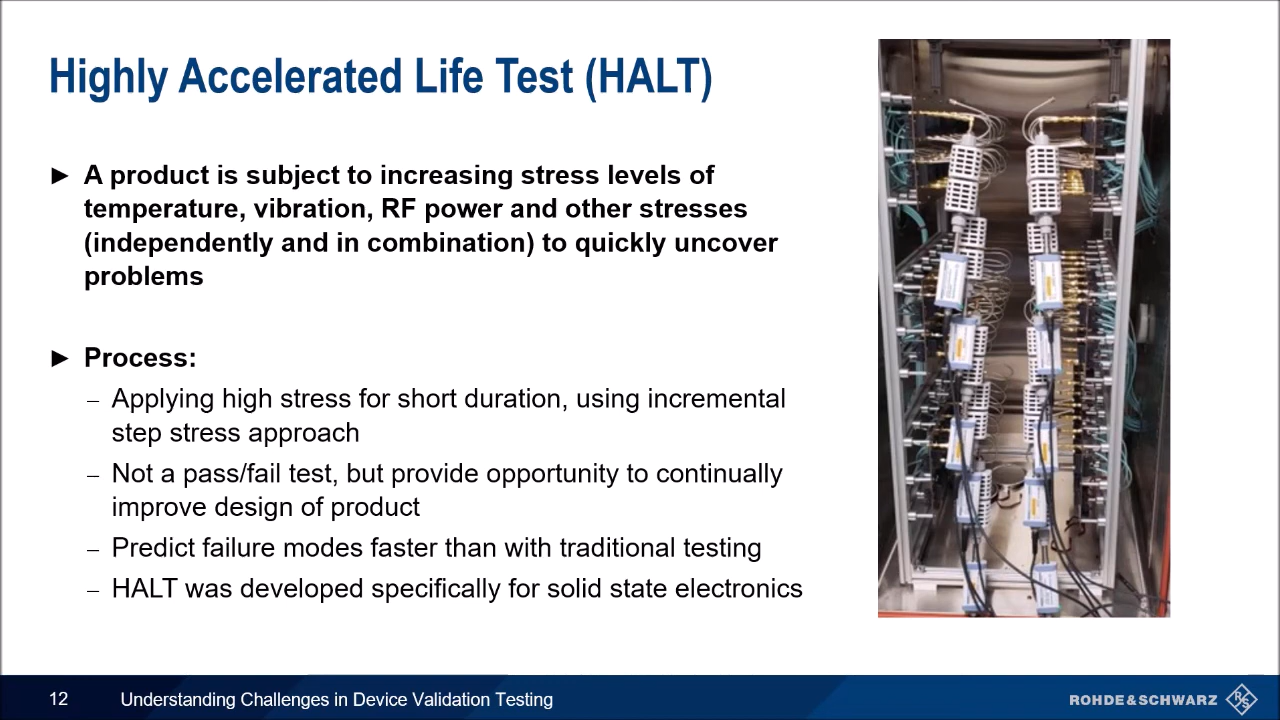 Highly Accelerated Life Test (HALT)
► A product is subject to increasing stress levels of
temperature, vibration, RF power and other stresses
(independently and in combination) to quickly uncover
problems
► Process:
– Applying high stress for short duration, using incremental
step stress approach
– Not a pass/fail test, but provide opportunity to continually
improve design of product
– Predict failure modes faster than with traditional testing
– HALT was developed specifically for solid state electronics
12 Understanding Challenges in Device Validation Testing
ROHDE & SCHWARZ
R S